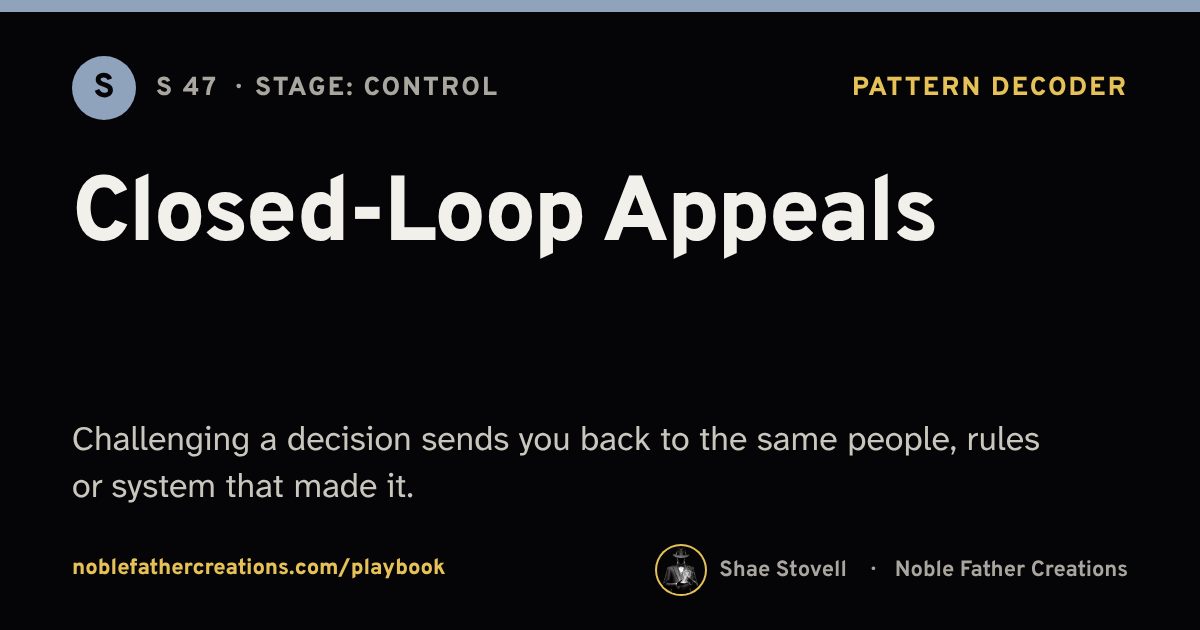 S
S 47 · STAGE: CONTROL
PATTERN DECODER
Closed-Loop Appeals
Challenging a decision sends you back to the same people, rules
or system that made it.
noblefathercreations.com/playbook
Shae Stovell · Noble Father Creations